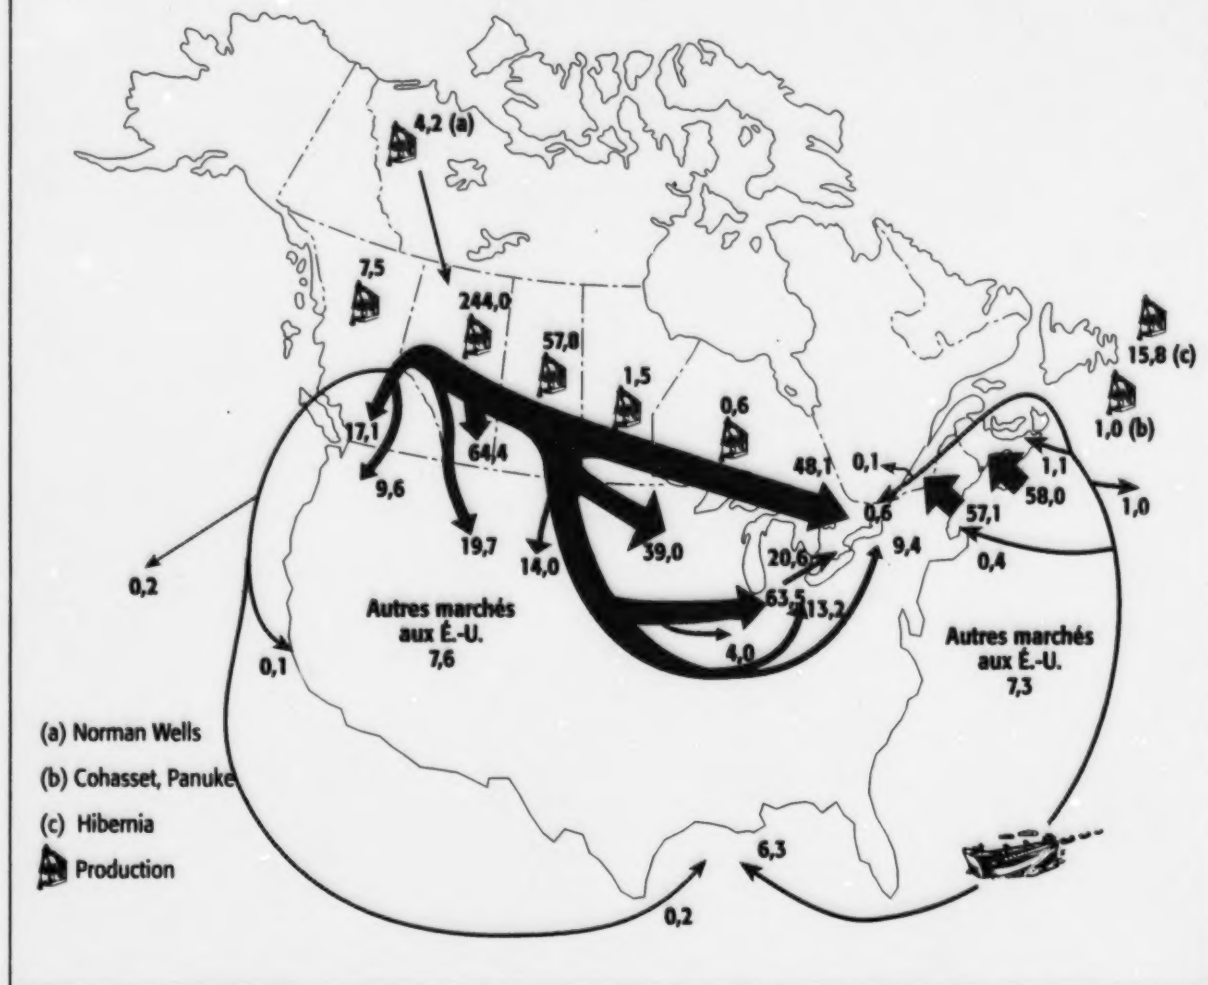 4,2 (a)
7,5
244,0
57,8
1,5
0,6
15,8 (c)
1,0 (b)
17,1
64,4
48,1
0,1
1,1
58,0
9,6
0,6
57,1
1,0
19,7
14,0
39,0
20,6
9,4
0,4
0,2
63,5
13,2
Autres marchés
aux É.-U.
7,6
4,0
Autres marchés
aux É.-U.
7,3
0,1
(a) Norman Wells
(b) Cohasset, Panuke
(c) Hibernia
Production
6,3
0,2